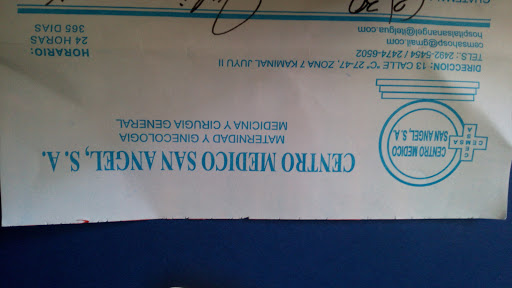 CENTRO MEDICO SAN ANGEL, S. A.
MATERNIDAD Y GINECOLOGIA
MEDICINA Y CIRUGIA GENERAL
CEMSA
CENTRO MEDICO
SAN ANGEL, S. A.
DIRECCION: 13 CALLE "C" 27-47, ZONA 7 KAMINAL JUYU II
TELS.: 2492-5454 / 2474-6502
cemsahosp@gmail.com
hospitalsanangel@telgua.com
HORARIO:
24 HORAS
365 DIAS